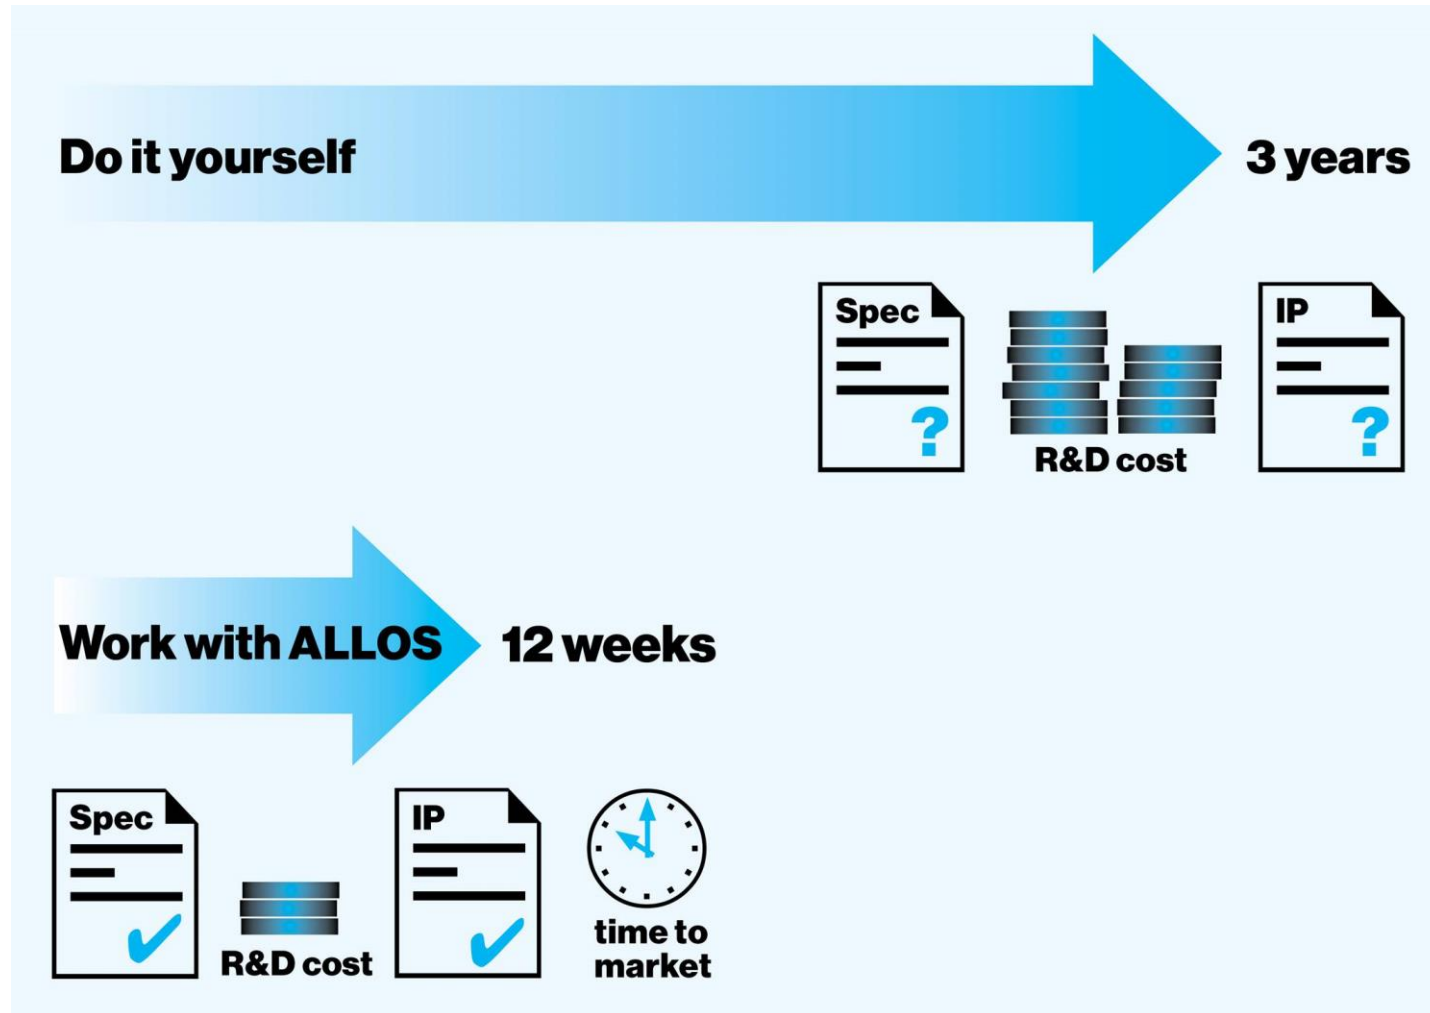 Do it yourself
3 years
Spec
?
R&D cost
IP
?
Work with ALLOS
12 weeks
Spec
R&D cost
IP
time to
market